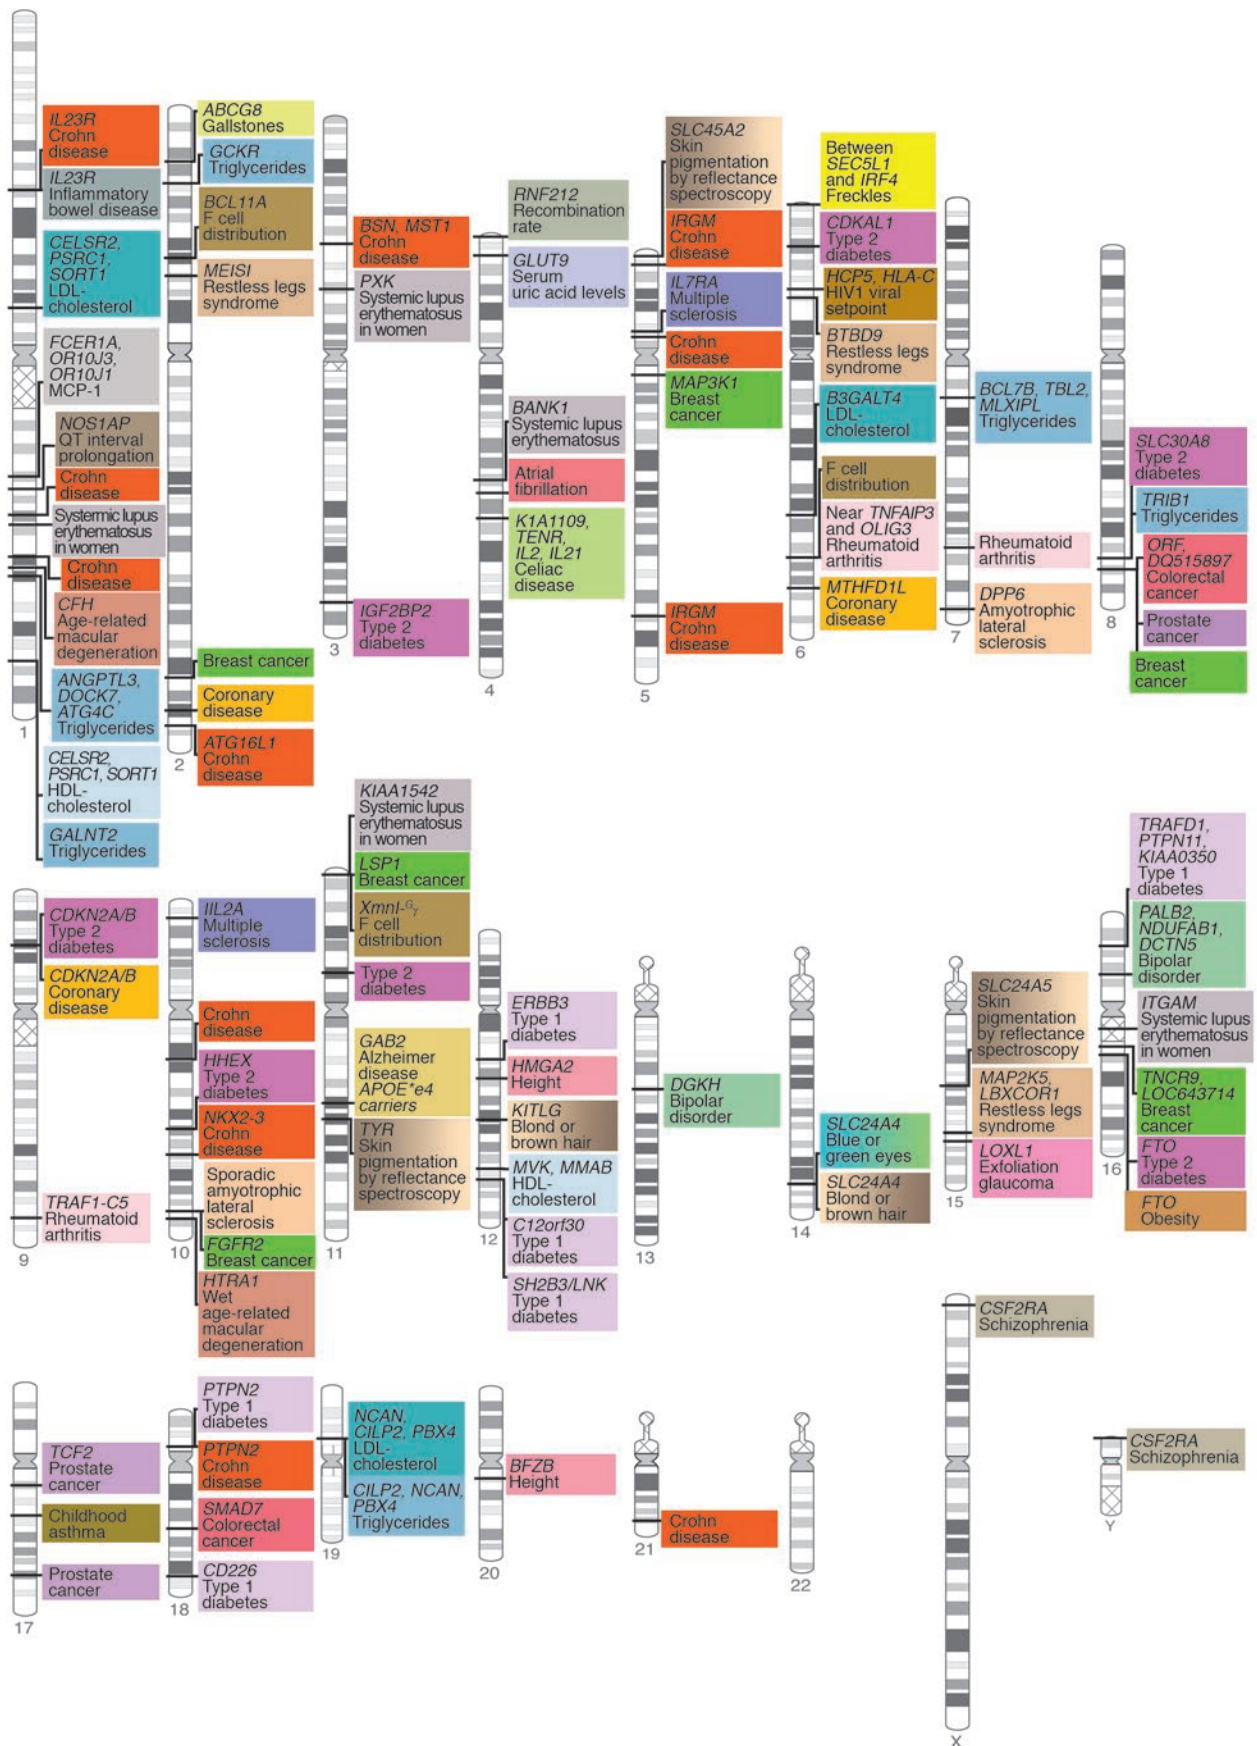 IL23R
Crohn
disease
IL23R
Inflammatory
bowel disease
CELSR2,
PSRC1,
SORT1
LDL-
cholesterol
FCER1A,
OR10J3,
OR10J1
MCP-1
NOS1AP
QT interval
prolongation
Crohn
disease
Systermic lupus
erythematosus
in women
Crohn
disease
CFH
Age-related
macular
degeneration
ANGPTL3,
DOCK7,
ATG4C
Triglycerides
CELSR2,
PSRC1, SORT1
HDL-
cholesterol
GALNT2
Triglycerides
1
ABCG8
Gallstones
GCKR
Triglycerides
BCL11A
F cell
distribution
MEISI
Restless legs
syndrome
Breast cancer
Coronary
disease
ATG16L1
Crohn
disease
2
BSN, MST1
Crohn
disease
PXK
Systemic lupus
erythematosus
in women
IGF2BP2
Type 2
diabetes
3
RNF212
Recombination
rate
GLUT9
Serum
uric acid levels
BANK1
Systemic lupus
erythematosus
Atrial
fibrillation
K1A1109,
TENR,
IL2, IL21
Celiac
disease
4
SLC45A2
Skin
pigmentation
by reflectance
spectroscopy
IRGM
Crohn
disease
IL7RA
Multiple
sclerosis
Crohn
disease
MAP3K1
Breast
cancer
IRGM
Crohn
disease
5
Between
SEC5L1
and IRF4
Freckles
CDKAL1
Type 2
diabetes
HCP5, HLA-C
HIV1 viral
setpoint
BTBD9
Restless legs
syndrome
B3GALT4
LDL-
cholesterol
F cell
distribution
Near TNFAIP3
and OLIG3
Rheumatoid
arthritis
MTHFD1L
Coronary
disease
6
BCL7B, TBL2,
MLXIPL
Triglycerides
Rheumatoid
arthritis
DPP6
Amyotrophic
lateral
sclerosis
7
SLC30A8
Type 2
diabetes
TRIB1
Triglycerides
ORF,
DQ515897
Colorectal
cancer
Prostate
cancer
Breast
cancer
8
CDKN2A/B
Type 2
diabetes
CDKN2A/B
Coronary
disease
TRAF1-C5
Rheumatoid
arthritis
9
IIL2A
Multiple
sclerosis
Crohn
disease
HHEX
Type 2
diabetes
NKX2-3
Crohn
disease
Sporadic
amyotrophic
lateral
sclerosis
FGFR2
Breast cancer
HTRA1
Wet
age-related
macular
degeneration
10
KIAA1542
Systemic lupus
erythematosus
in women
LSP1
Breast cancer
XmnI-Gγ
F cell
distribution
Type 2
diabetes
GAB2
Alzheimer
disease
APOE*e4
carriers
TYR
Skin
pigmentation
by reflectance
spectroscopy
11
ERBB3
Type 1
diabetes
HMGA2
Height
KITLG
Blond or
brown hair
MVK, MMAB
HDL-
cholesterol
C12orf30
Type 1
diabetes
SH2B3/LNK
Type 1
diabetes
12
DGKH
Bipolar
disorder
13
SLC24A4
Blue or
green eyes
SLC24A4
Blond or
brown hair
14
SLC24A5
Skin
pigmentation
by reflectance
spectroscopy
MAP2K5,
LBXCOR1
Restless legs
syndrome
LOXL1
Exfoliation
glaucoma
15
TRAFD1,
PTPN11,
KIAA0350
Type 1
diabetes
PALB2,
NDUFAB1,
DCTN5
Bipolar
disorder
ITGAM
Systemic lupus
erythematosus
in women
TNCR9,
LOC643714
Breast
cancer
FTO
Type 2
diabetes
FTO
Obesity
16
TCF2
Prostate
cancer
Childhood
asthma
Prostate
cancer
17
PTPN2
Type 1
diabetes
PTPN2
Crohn
disease
SMAD7
Colorectal
cancer
CD226
Type 1
diabetes
18
NCAN,
CILP2, PBX4
LDL-
cholesterol
CILP2, NCAN,
PBX4
Triglycerides
19
BFZB
Height
20
Crohn
disease
21
22
CSF2RA
Schizophrenia
X
CSF2RA
Schizophrenia
Y